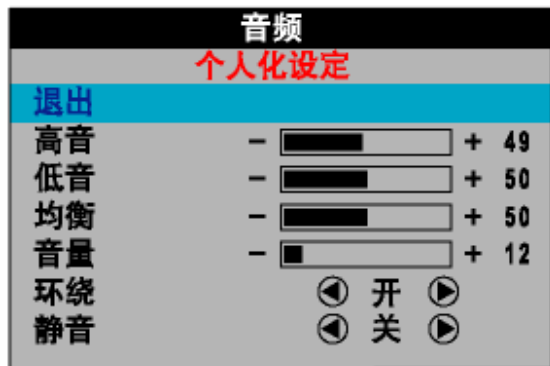 音频
个人化设定
退出
高音 - + 49
低音 - + 50
均衡 - + 50
音量 - + 12
环绕 开
静音 关